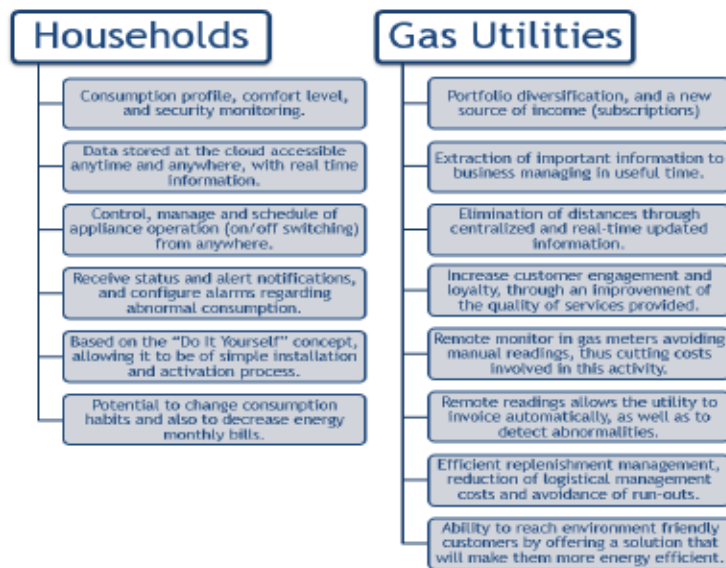 Households
Consumption profile, comfort level,
and security monitoring.
Data stored at the cloud accessible
anytime and anywhere, with real time
information.
Control, manage and schedule of
appliance operation (on/off switching)
from anywhere.
Receive status and alert notifications,
and configure alarms regarding
abnormal consumption.
Based on the "Do It Yourself" concept,
allowing it to be of simple installation
and activation process.
Potential to change consumption
habits and also to decrease energy
monthly bills.
Gas Utilities
Portfolio diversification, and a new
source of income (subscriptions)
Extraction of important information to
business managing in useful time.
Elimination of distances through
centralized and real-time updated
information.
Increase customer engagement and
loyalty, through an improvement of
the quality of services provided.
Remote monitor in gas meters avoiding
manual readings, thus cutting costs
involved in this activity.
Remote readings allows the utility to
invoice automatically, as well as to
detect abnormalities.
Efficient replenishment management,
reduction of logistical management
costs and avoidance of run-outs.
Ability to reach environment friendly
customers by offering a solution that
will make them more energy efficient.